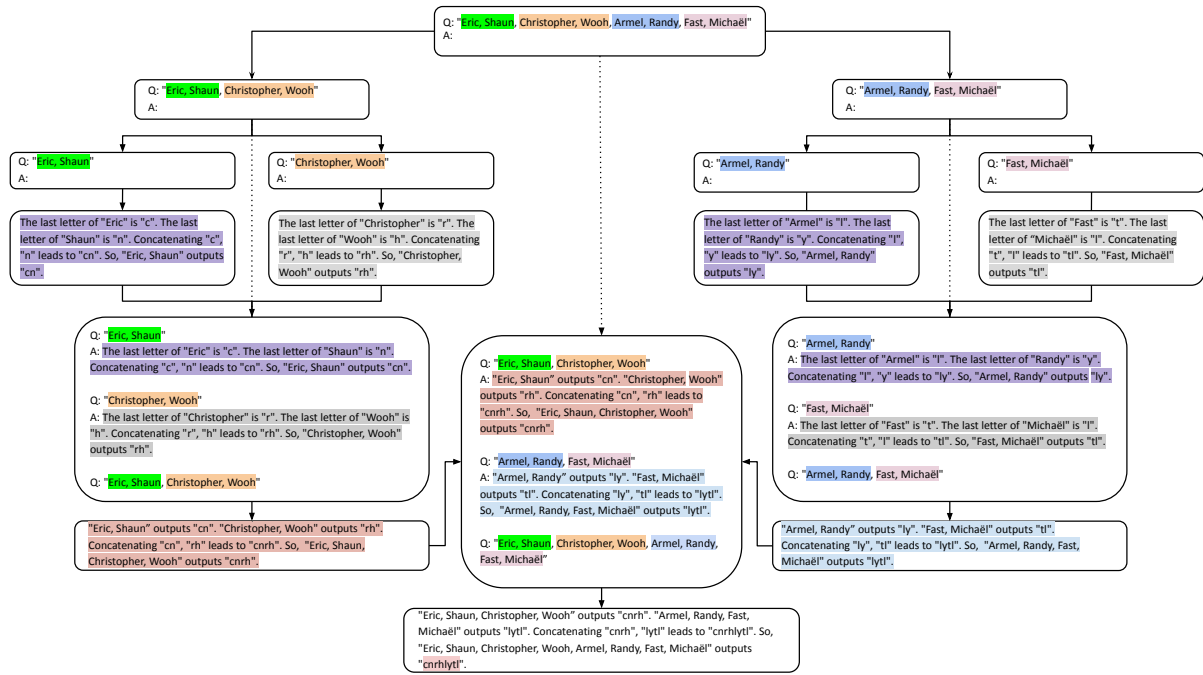 Q: "Eric, Shaun, Christopher, Wooh, Armel, Randy, Fast, Michaël"
A:
Q: "Eric, Shaun, Christopher, Wooh"
A:
Q: "Armel, Randy, Fast, Michaël"
A:
Q: "Eric, Shaun"
A:
Q: "Christopher, Wooh"
A:
Q: "Armel, Randy"
A:
Q: "Fast, Michaël"
A:
The last letter of "Eric" is "c". The last
letter of "Shaun" is "n". Concatenating "c",
"n" leads to "cn". So, "Eric, Shaun" outputs
"cn".
The last letter of "Christopher" is "r". The
last letter of "Wooh" is "h". Concatenating
"r", "h" leads to "rh". So, "Christopher,
Wooh" outputs "rh".
The last letter of "Armel" is "l". The last
letter of "Randy" is "y". Concatenating "l",
"y" leads to "ly". So, "Armel, Randy"
outputs "ly".
The last letter of "Fast" is "t". The last
letter of “Michaël" is "l". Concatenating
"t", "l" leads to "tl". So, "Fast, Michaël"
outputs "tl".
Q: "Eric, Shaun"
A: The last letter of "Eric" is "c". The last letter of "Shaun" is "n".
Concatenating "c", "n" leads to "cn". So, "Eric, Shaun" outputs "cn".
Q: "Christopher, Wooh"
A: The last letter of "Christopher" is "r". The last letter of "Wooh" is
"h". Concatenating "r", "h" leads to "rh". So, "Christopher, Wooh"
outputs "rh".
Q: "Eric, Shaun, Christopher, Wooh"
"Eric, Shaun” outputs "cn". "Christopher, Wooh" outputs "rh".
Concatenating "cn", "rh" leads to "cnrh". So,  "Eric, Shaun,
Christopher, Wooh" outputs "cnrh".
Q: "Eric, Shaun, Christopher, Wooh"
A: "Eric, Shaun” outputs "cn". "Christopher, Wooh"
outputs "rh". Concatenating "cn", "rh" leads to
"cnrh". So,  "Eric, Shaun, Christopher, Wooh"
outputs "cnrh".
Q: "Armel, Randy, Fast, Michaël"
A: "Armel, Randy” outputs "ly". "Fast, Michaël"
outputs "tl". Concatenating "ly", "tl" leads to "lytl".
So,  "Armel, Randy, Fast, Michaël" outputs "lytl".
Q: "Eric, Shaun, Christopher, Wooh, Armel, Randy,
Fast, Michaël”
Q: "Armel, Randy"
A: The last letter of "Armel" is "l". The last letter of "Randy" is "y".
Concatenating "l", "y" leads to "ly". So, "Armel, Randy" outputs "ly".
Q: "Fast, Michaël"
A: The last letter of "Fast" is "t". The last letter of "Michaël" is "l".
Concatenating "t", "l" leads to "tl". So, "Fast, Michaël" outputs "tl".
Q: "Armel, Randy, Fast, Michaël"
"Armel, Randy” outputs "ly". "Fast, Michaël" outputs "tl".
Concatenating "ly", "tl" leads to "lytl". So,  "Armel, Randy, Fast,
Michaël" outputs "lytl".
"Eric, Shaun, Christopher, Wooh” outputs "cnrh". "Armel, Randy, Fast,
Michaël" outputs "lytl". Concatenating "cnrh", "lytl" leads to "cnrhlytl". So,
"Eric, Shaun, Christopher, Wooh, Armel, Randy, Fast, Michaël" outputs
"cnrhlytl".